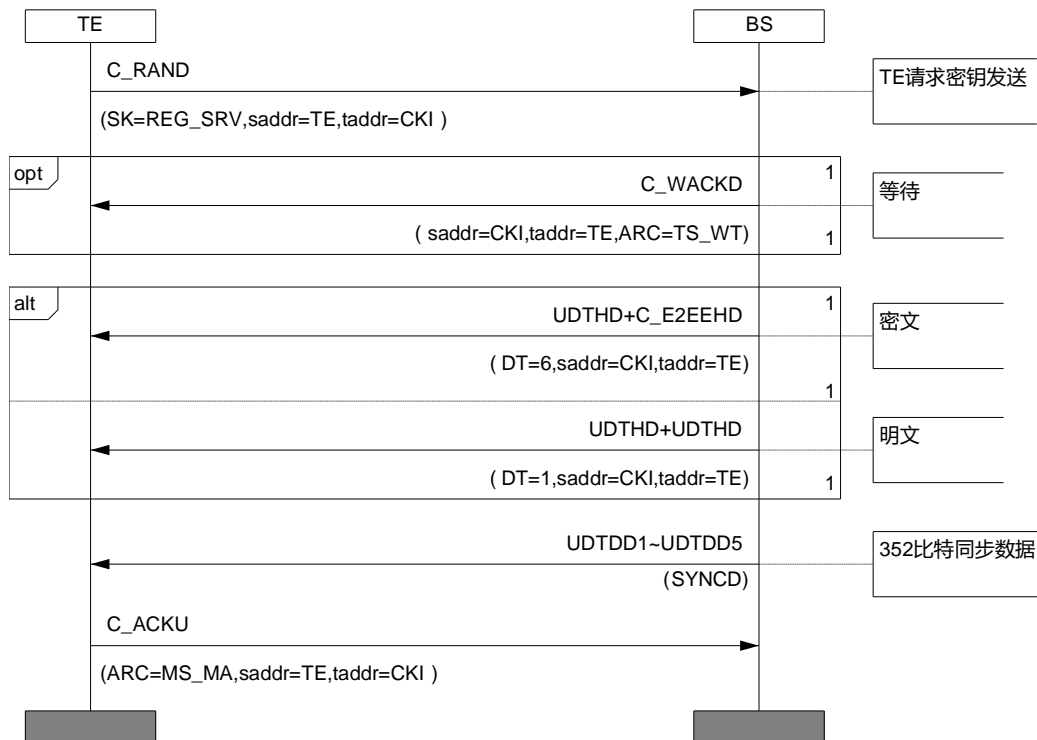 TE
BS
C_RAND
TE请求密钥发送
(SK=REG_SRV,saddr=TE,taddr=CKI )
opt
1
C_WACKD
等待
( saddr=CKI,taddr=TE,ARC=TS_WT)
1
alt
1
UDTHD+C_E2EEHD
密文
( DT=6,saddr=CKI,taddr=TE)
1
UDTHD+UDTHD
明文
( DT=1,saddr=CKI,taddr=TE)
1
UDTDD1~UDTDD5
352比特同步数据
(SYNCD)
C_ACKU
(ARC=MS_MA,saddr=TE,taddr=CKI )